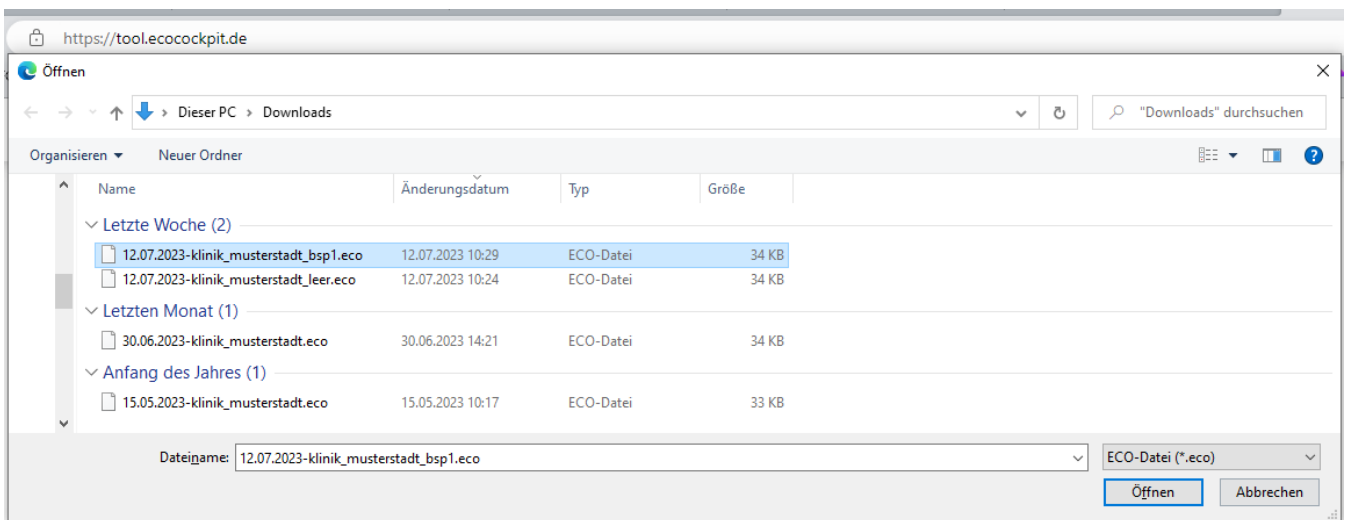 https://tool.ecocockpit.de
Öffnen
Dieser PC > Downloads
"Downloads" durchsuchen
Organisieren Neuer Ordner
Name Änderungsdatum Typ Größe
Letzte Woche (2)
12.07.2023-klinik_musterstadt_bsp1.eco 12.07.2023 10:29 ECO-Datei 34 KB
12.07.2023-klinik_musterstadt_leer.eco 12.07.2023 10:24 ECO-Datei 34 KB
Letzten Monat (1)
30.06.2023-klinik_musterstadt.eco 30.06.2023 14:21 ECO-Datei 34 KB
Anfang des Jahres (1)
15.05.2023-klinik_musterstadt.eco 15.05.2023 10:17 ECO-Datei 33 KB
Dateiname: 12.07.2023-klinik_musterstadt_bsp1.eco ECO-Datei (*.eco)
Öffnen Abbrechen